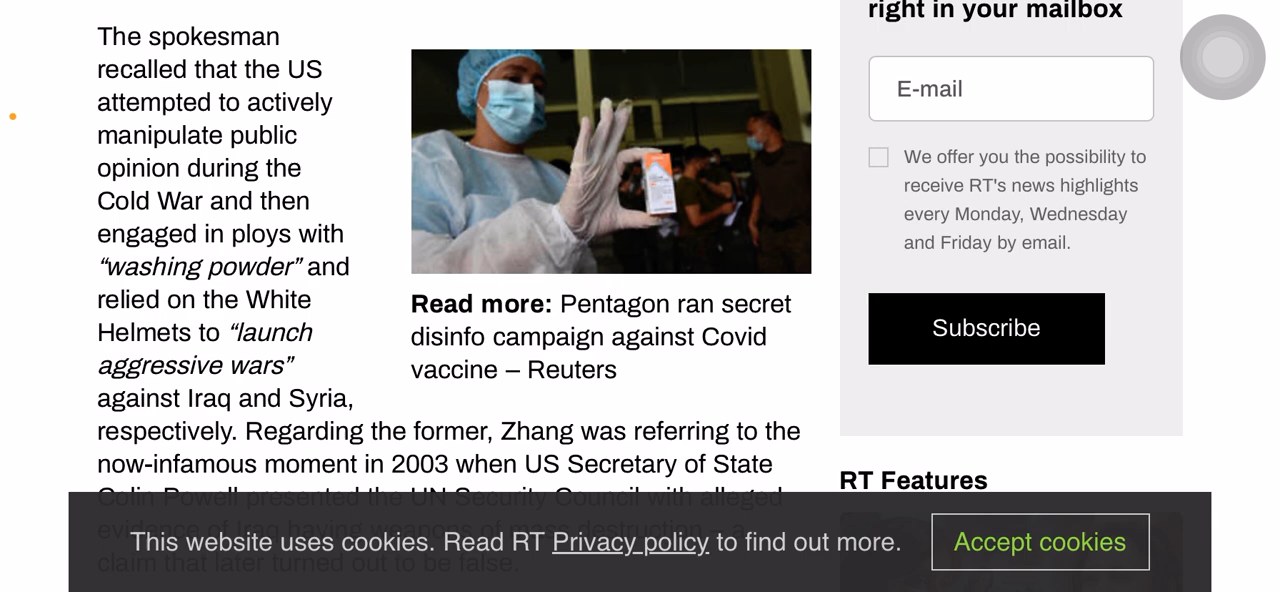 The spokesman
recalled that the US
attempted to actively
manipulate public
opinion during the
Cold War and then
engaged in ploys with
“washing powder” and
relied on the White
Helmets to “launch
aggressive wars”
against Iraq and Syria,
Read more: Pentagon ran secret
disinfo campaign against Covid
vaccine – Reuters
respectively. Regarding the former, Zhang was referring to the
now-infamous moment in 2003 when US Secretary of State
Colin Powell presented the UN Security Council with alleged
evidence of Iraq having weapons of mass destruction – a
claim that later turned out to be false.
right in your mailbox
E-mail
We offer you the possibility to
receive RT's news highlights
every Monday, Wednesday
and Friday by email.
Subscribe
RT Features
This website uses cookies. Read RT Privacy policy to find out more.
Accept cookies